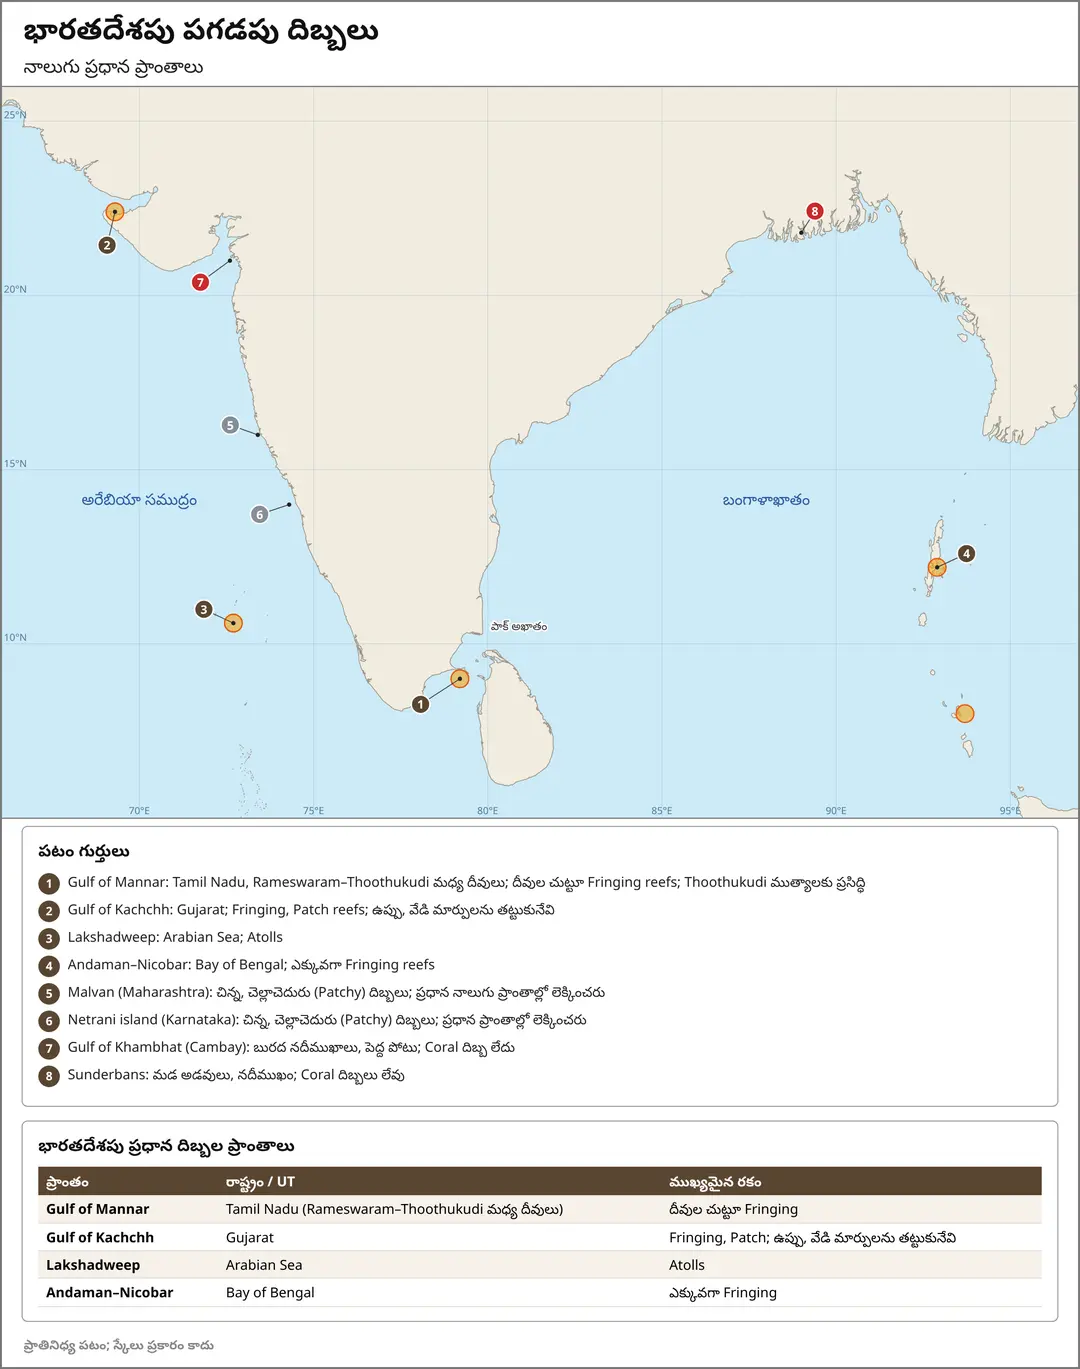 భారతదేశపు పగడపు దిబ్బలు
నాలుగు ప్రధాన ప్రాంతాలు
25°N
2
8
7
20°N
5
15°N
అరేబియా సముద్రం
బంగాళాఖాతం
6
4
3
పాక్ అఖాతం
10°N
1
70°E
75°E
80°E
85°E
90°E
95°E
పటం గుర్తులు
1 Gulf of Mannar: Tamil Nadu, Rameswaram–Thoothukudi మధ్య దీవులు; దీవుల చుట్టూ Fringing reefs; Thoothukudi ముత్యాలకు ప్రసిద్ధి
2 Gulf of Kachchh: Gujarat; Fringing, Patch reefs; ఉప్పు, వేడి మార్పులను తట్టుకునేవి
3 Lakshadweep: Arabian Sea; Atolls
4 Andaman–Nicobar: Bay of Bengal; ఎక్కువగా Fringing reefs
5 Malvan (Maharashtra): చిన్న, చెల్లాచెదురు (Patchy) దిబ్బలు; ప్రధాన నాలుగు ప్రాంతాల్లో లెక్కించరు
6 Netrani island (Karnataka): చిన్న, చెల్లాచెదురు (Patchy) దిబ్బలు; ప్రధాన ప్రాంతాల్లో లెక్కించరు
7 Gulf of Khambhat (Cambay): బురద నదీముఖాలు, పెద్ద పోటు; Coral దిబ్బ లేదు
8 Sunderbans: మడ అడవులు, నదీముఖం; Coral దిబ్బలు లేవు
భారతదేశపు ప్రధాన దిబ్బల ప్రాంతాలు
ప్రాంతం రాష్ట్రం / UT ముఖ్యమైన రకం
Gulf of Mannar Tamil Nadu (Rameswaram–Thoothukudi మధ్య దీవులు) దీవుల చుట్టూ Fringing
Gulf of Kachchh Gujarat Fringing, Patch; ఉప్పు, వేడి మార్పులను తట్టుకునేవి
Lakshadweep Arabian Sea Atolls
Andaman–Nicobar Bay of Bengal ఎక్కువగా Fringing
ప్రాతినిధ్య పటం; స్కేలు ప్రకారం కాదు